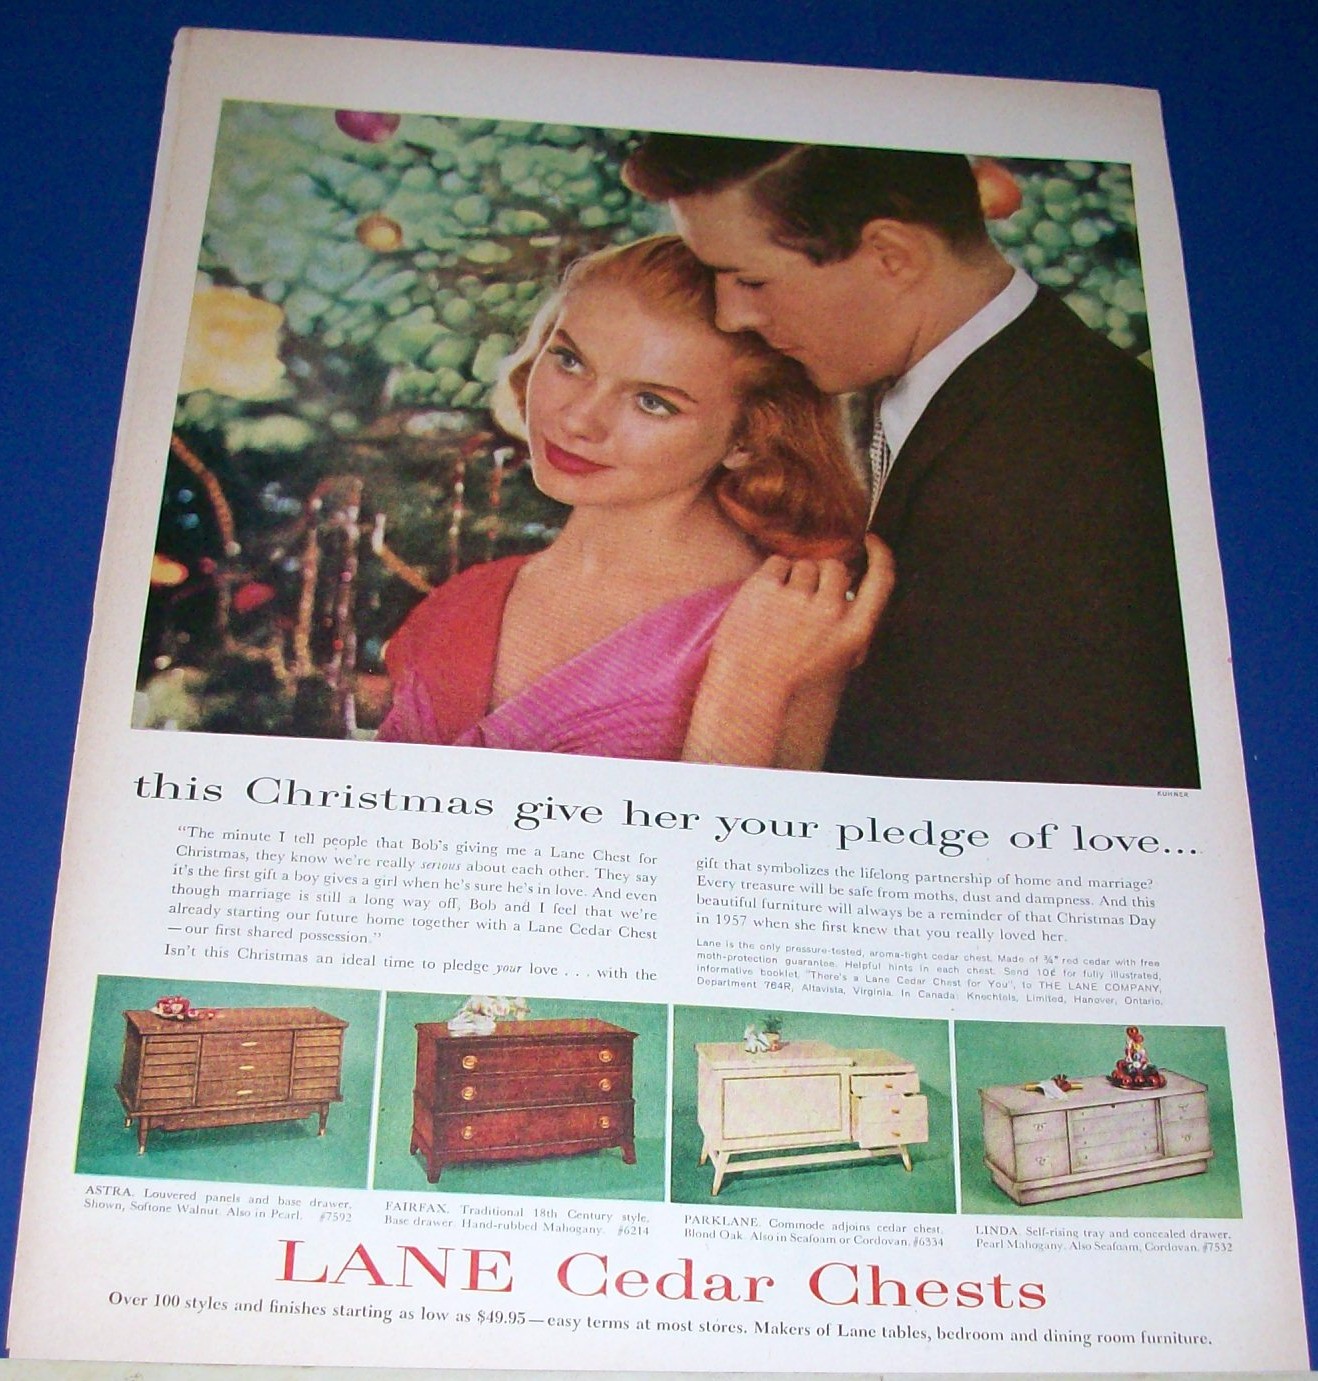 KUHNER
this Christmas give her your pledge of love...
“The minute I tell people that Bob's giving me a Lane Chest for
Christmas, they know we're really serious about each other. They say
it's the first gift a boy gives a girl when he's sure he's in love. And even
though marriage is still a long way off, Bob and I feel that we're
already starting our future home together with a Lane Cedar Chest
—our first shared possession.”
Isn't this Christmas an ideal time to pledge your love . . . with the
gift that symbolizes the lifelong partnership of home and marriage?
Every treasure will be safe from moths, dust and dampness. And this
beautiful furniture will always be a reminder of that Christmas Day
in 1957 when she first knew that you really loved her.
Lane is the only pressure-tested, aroma-tight cedar chest. Made of ¾" red cedar with free
moth-protection guarantee. Helpful hints in each chest. Send 10¢ for fully illustrated,
informative booklet, "There's a Lane Cedar Chest for You", to THE LANE COMPANY,
Department 764R, Altavista, Virginia. In Canada: Knechtels, Limited, Hanover, Ontario.
ASTRA. Louvered panels and base drawer.
Shown, Softone Walnut. Also in Pearl. #7592
FAIRFAX. Traditional 18th Century style.
Base drawer. Hand-rubbed Mahogany. #6214
PARKLANE. Commode adjoins cedar chest.
Blond Oak. Also in Seafoam or Cordovan. #6334
LINDA. Self-rising tray and concealed drawer.
Pearl Mahogany. Also Seafoam, Cordovan. #7532
LANE Cedar Chests
Over 100 styles and finishes starting as low as $49.95—easy terms at most stores. Makers of Lane tables, bedroom and dining room furniture.